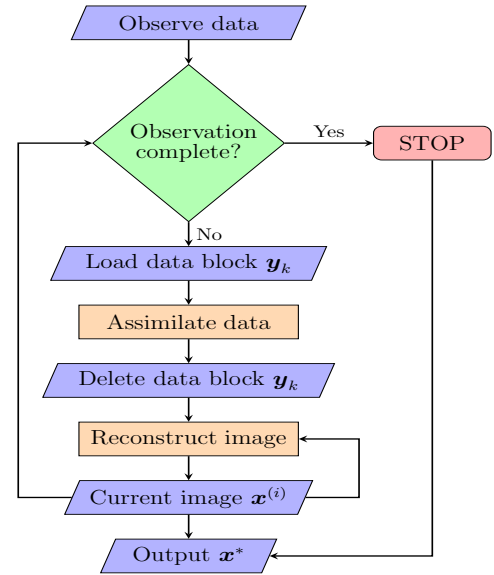 Observe data
Observation
complete?
Yes
STOP
No
Load data block 𝒚ₖ
Assimilate data
Delete data block 𝒚ₖ
Reconstruct image
Current image 𝒙⁽ⁱ⁾
Output 𝒙*